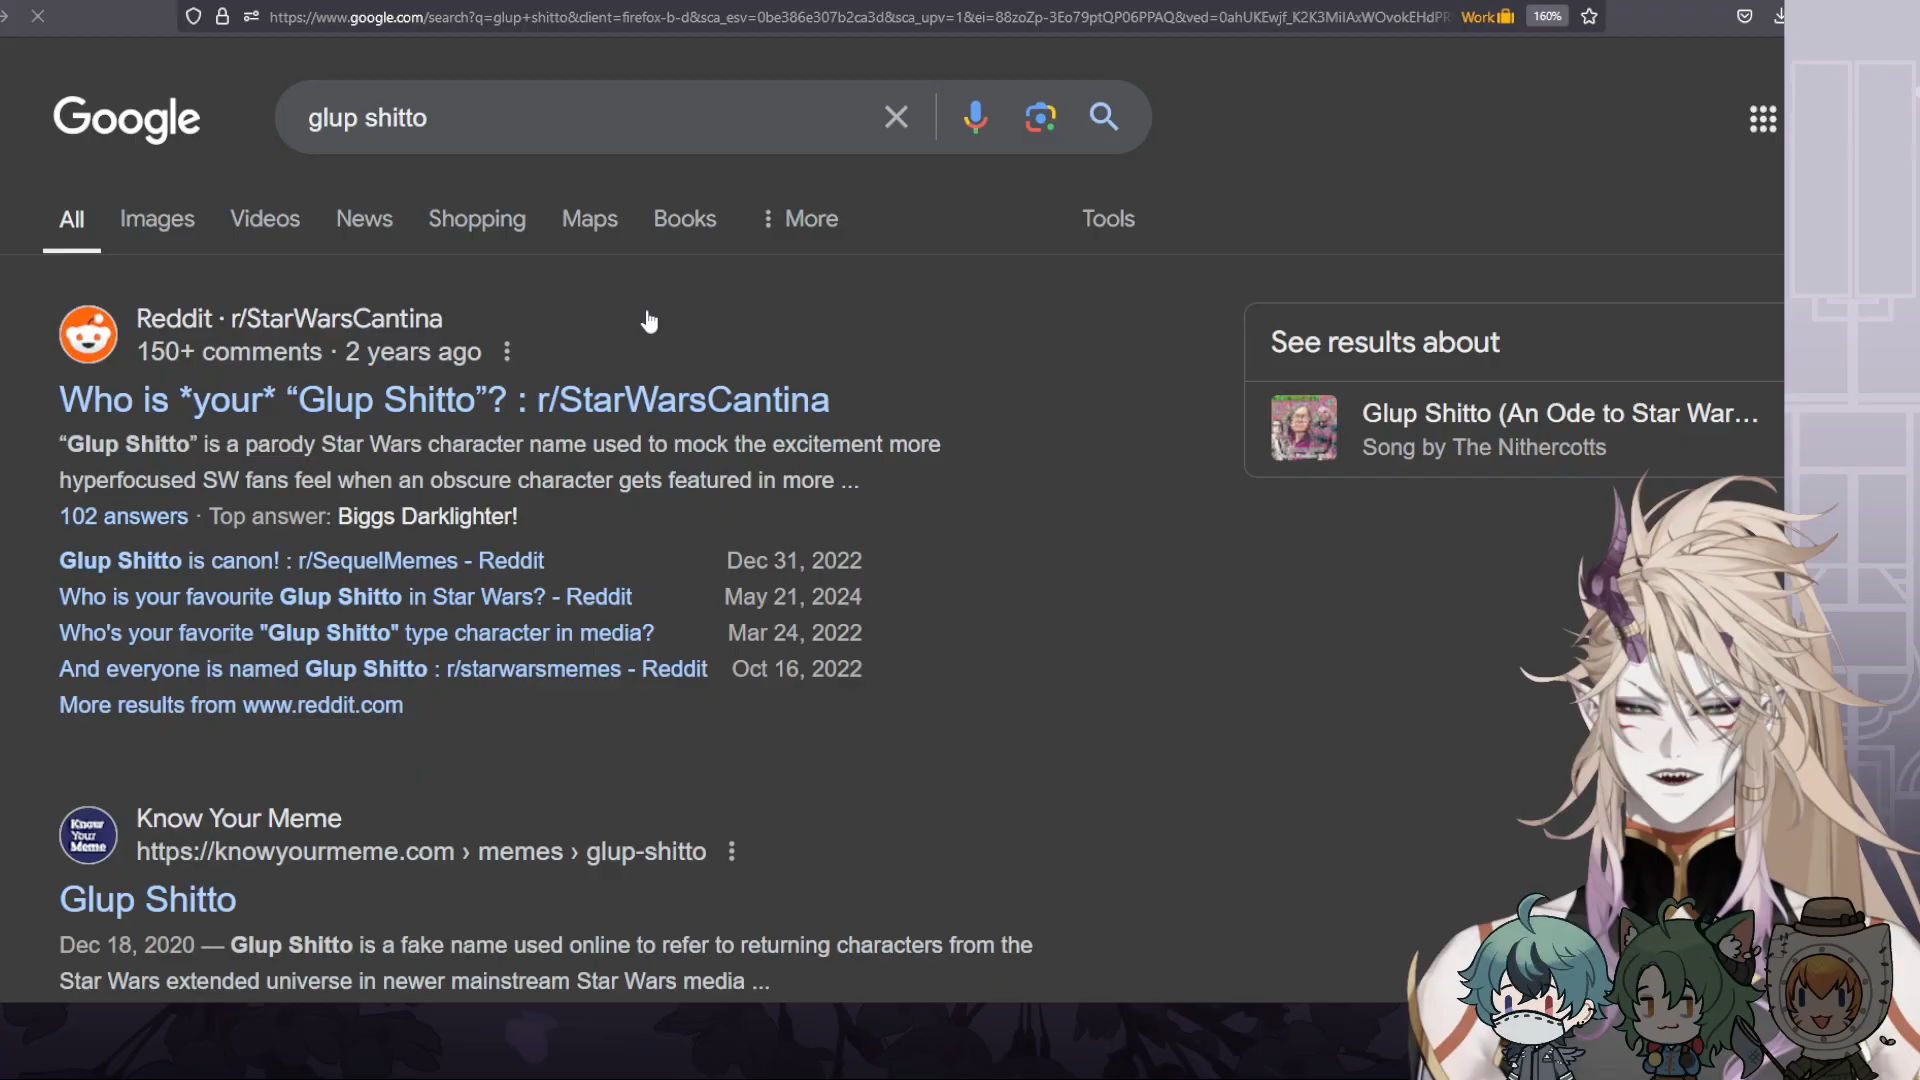 https://www.google.com/search?q=glup+shitto&client=firefox-b-d&sca_esv=0be386e307b2ca3d&sca_upv=1&ei=88zoZp-3Eo79ptQP06PPAQ&ved=0ahUKEwjf_K2K3MiIAxWOvokEHdPR
Work
160%
Google
glup shitto
All
Images
Videos
News
Shopping
Maps
Books
More
Tools
Reddit · r/StarWarsCantina
150+ comments · 2 years ago
Who is *your* “Glup Shitto”? : r/StarWarsCantina
“Glup Shitto” is a parody Star Wars character name used to mock the excitement more
hyperfocused SW fans feel when an obscure character gets featured in more ...
102 answers · Top answer: Biggs Darklighter!
Glup Shitto is canon! : r/SequelMemes - Reddit Dec 31, 2022
Who is your favourite Glup Shitto in Star Wars? - Reddit May 21, 2024
Who's your favorite "Glup Shitto" type character in media? Mar 24, 2022
And everyone is named Glup Shitto : r/starwarsmemes - Reddit Oct 16, 2022
More results from www.reddit.com
See results about
Glup Shitto (An Ode to Star War...
Song by The Nithercotts
Know Your Meme
Know Your Meme
https://knowyourmeme.com › memes › glup-shitto
Glup Shitto
Dec 18, 2020 — Glup Shitto is a fake name used online to refer to returning characters from the
Star Wars extended universe in newer mainstream Star Wars media ...